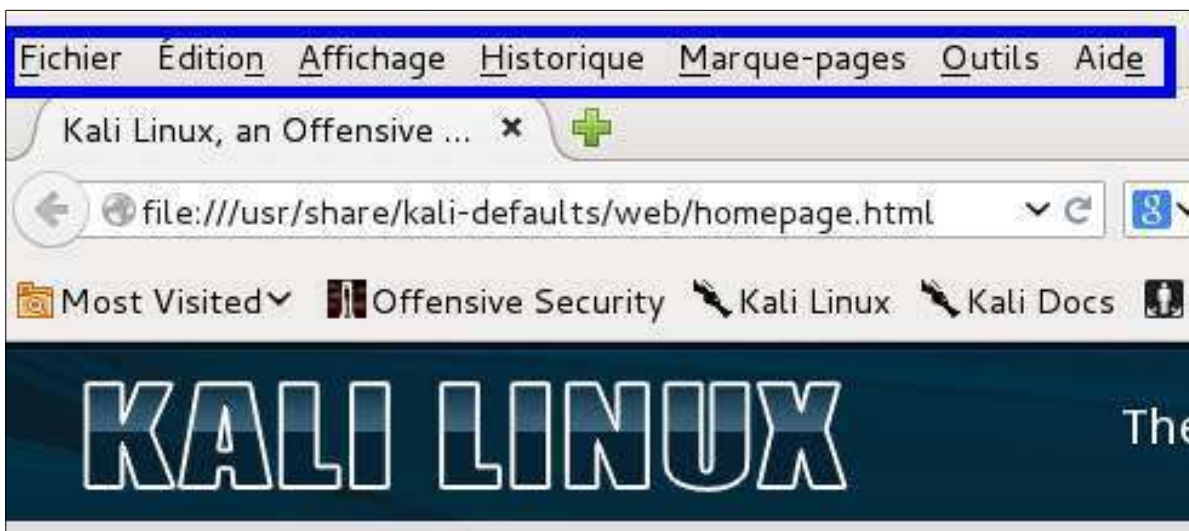 Fichier Édition Affichage Historique Marque-pages Outils Aide
Kali Linux, an Offensive ...
file:///usr/share/kali-defaults/web/homepage.html
Most Visited Offensive Security Kali Linux Kali Docs
KALI LINUX The